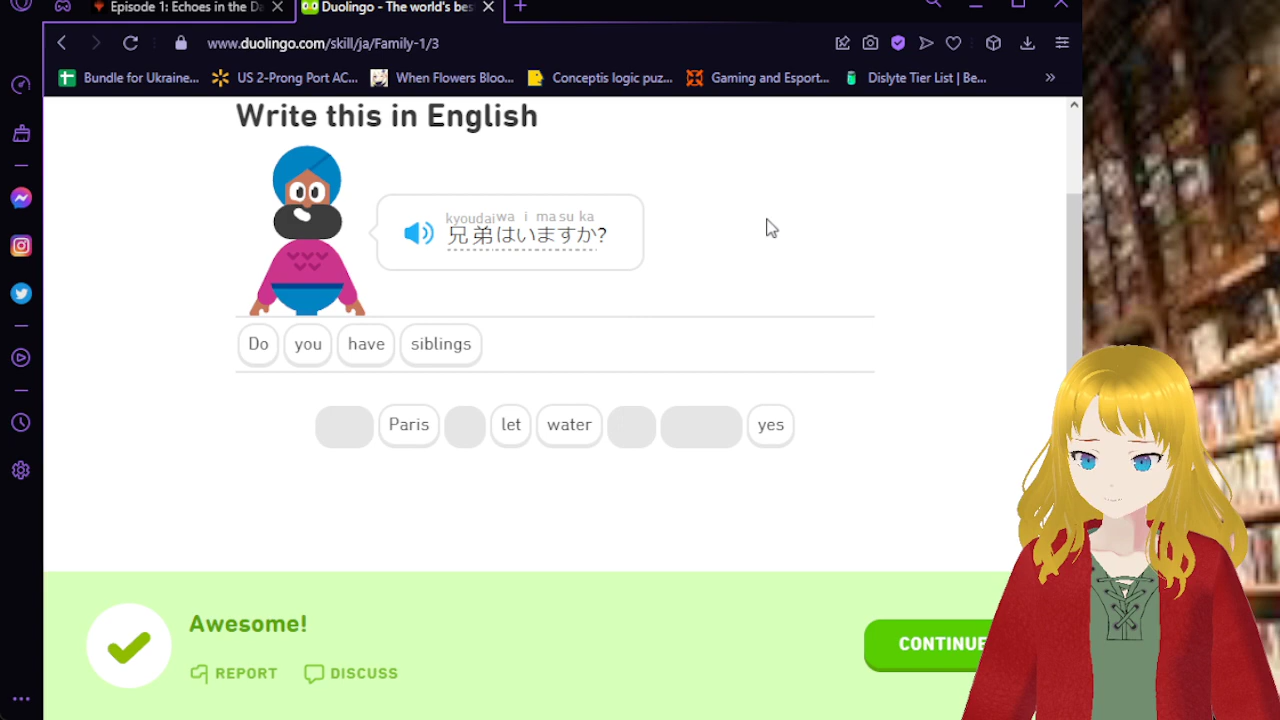 Episode 1: Echoes in the Da
Duolingo - The world's bes
www.duolingo.com/skill/ja/Family-1/3
Bundle for Ukraine...
US 2-Prong Port AC...
When Flowers Bloo...
Conceptis logic puz...
Gaming and Esport...
Dislyte Tier List | Be...
Write this in English
kyoudai wa i ma su ka
兄弟はいますか?
Do you have siblings
Paris let water yes
Awesome!
REPORT DISCUSS
CONTINUE